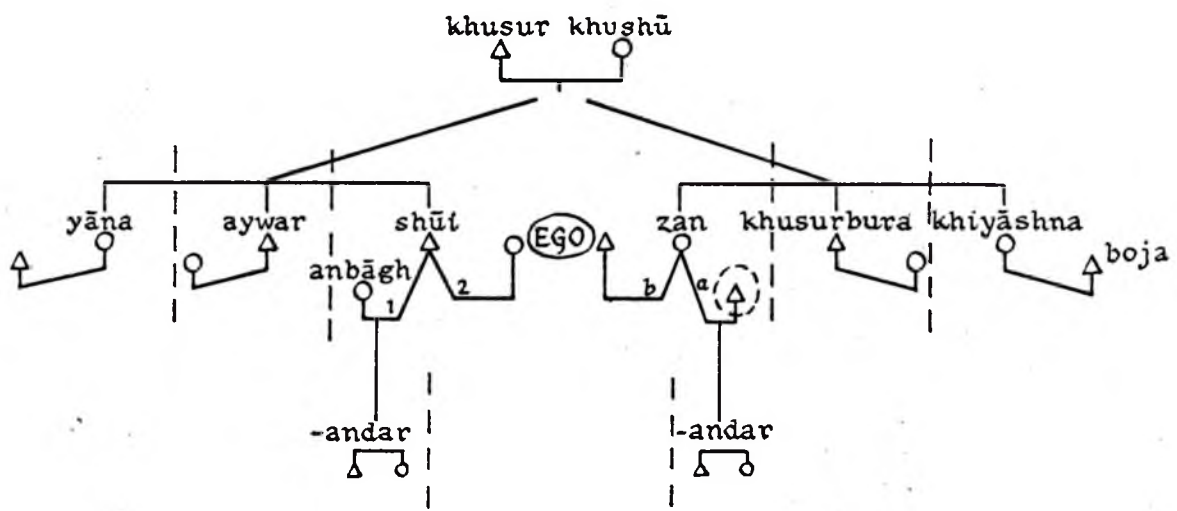 khusur khushū
yāna aywar shūi EGO zan khusurbura khiyāshna
boja
anbāgh
1 2 b a
-andar -andar